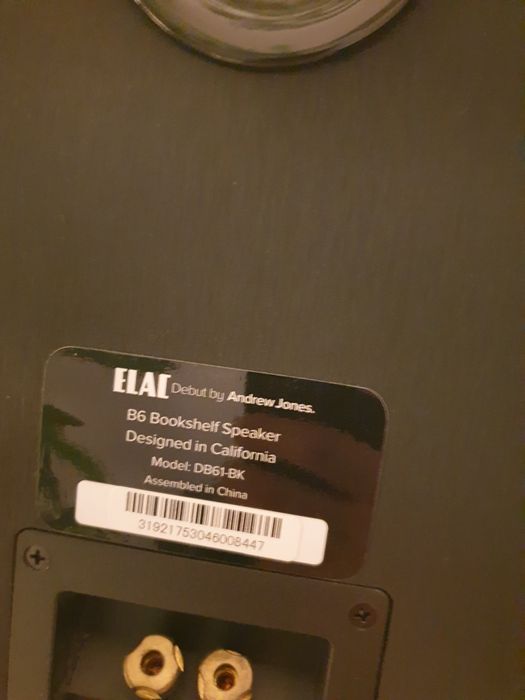 ELAC Debut by Andrew Jones.
B6 Bookshelf Speaker
Designed in California
Model: DB61-BK
Assembled in China
31921753046008447